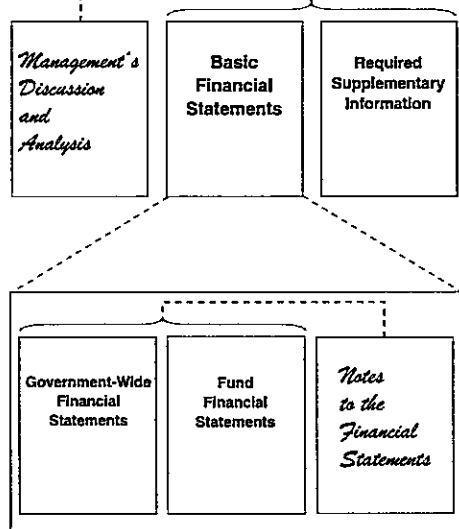 Management's
Discussion
and
Analysis
Basic
Financial
Statements
Required
Supplementary
Information
Government-Wide
Financial
Statements
Fund
Financial
Statements
Notes
to the
Financial
Statements